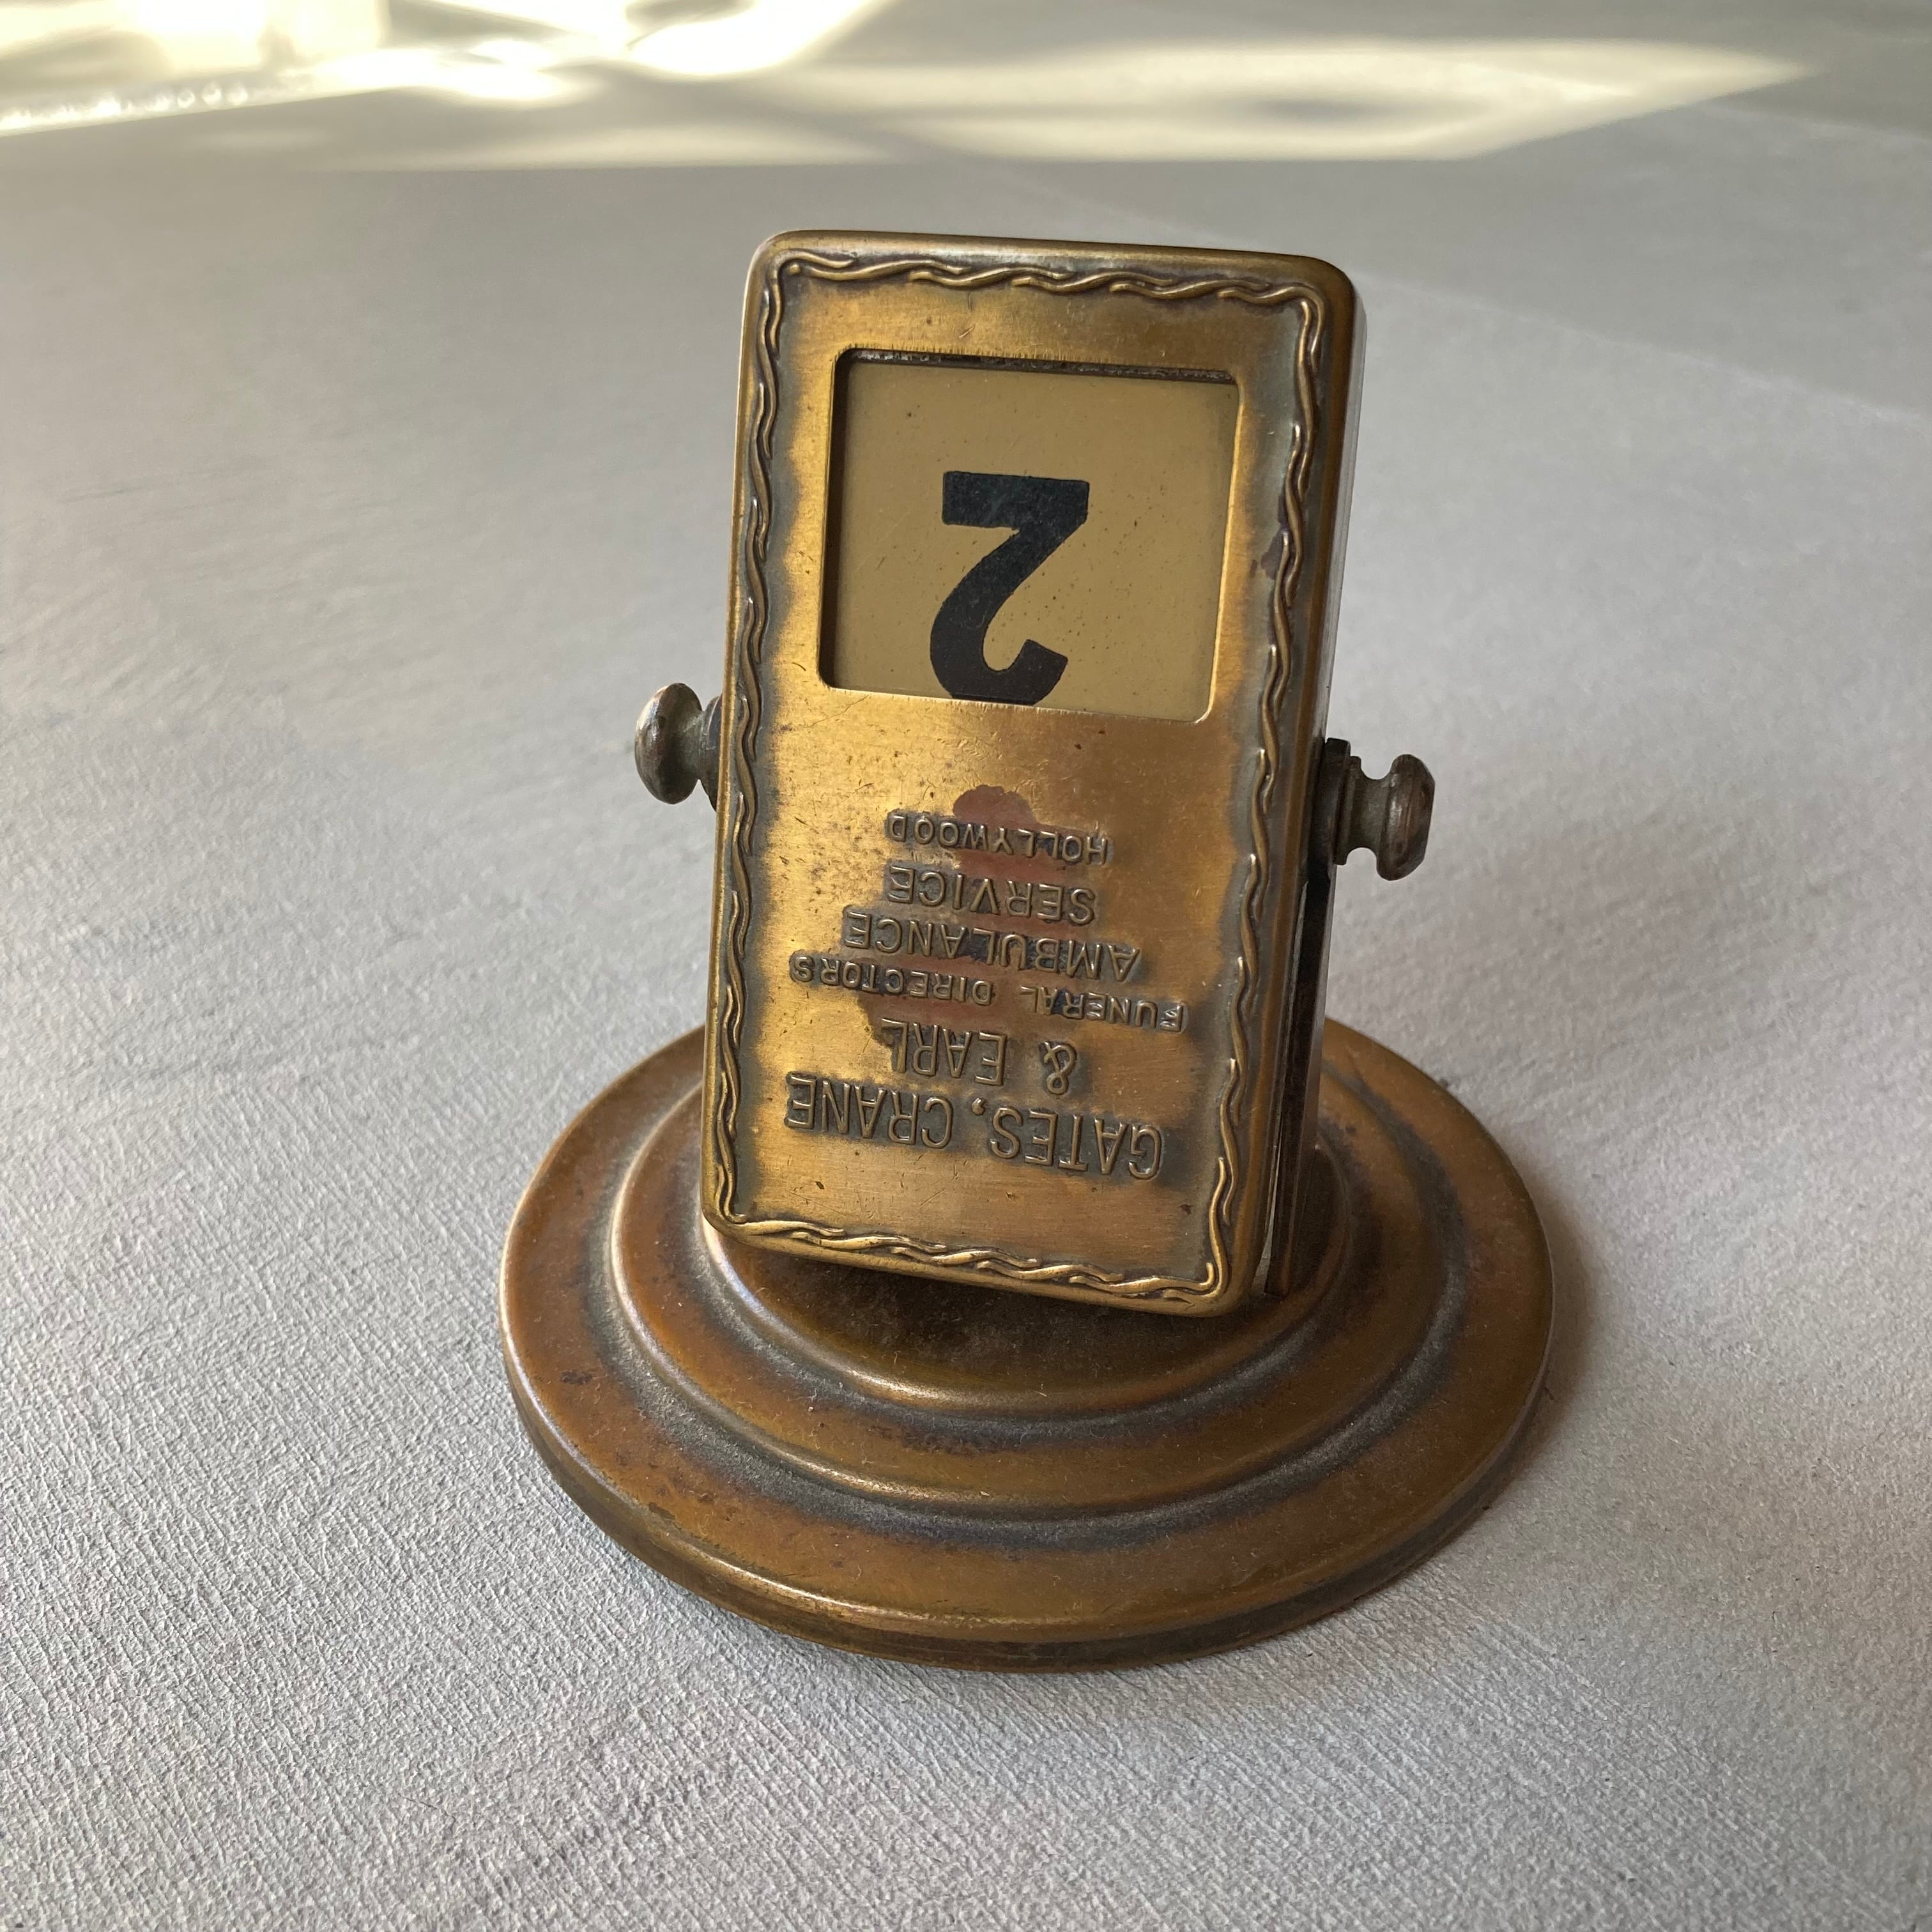 GATES, CRANE
& EARL
FUNERAL DIRECTORS
AMBULANCE
SERVICE
HOLLYWOOD
2